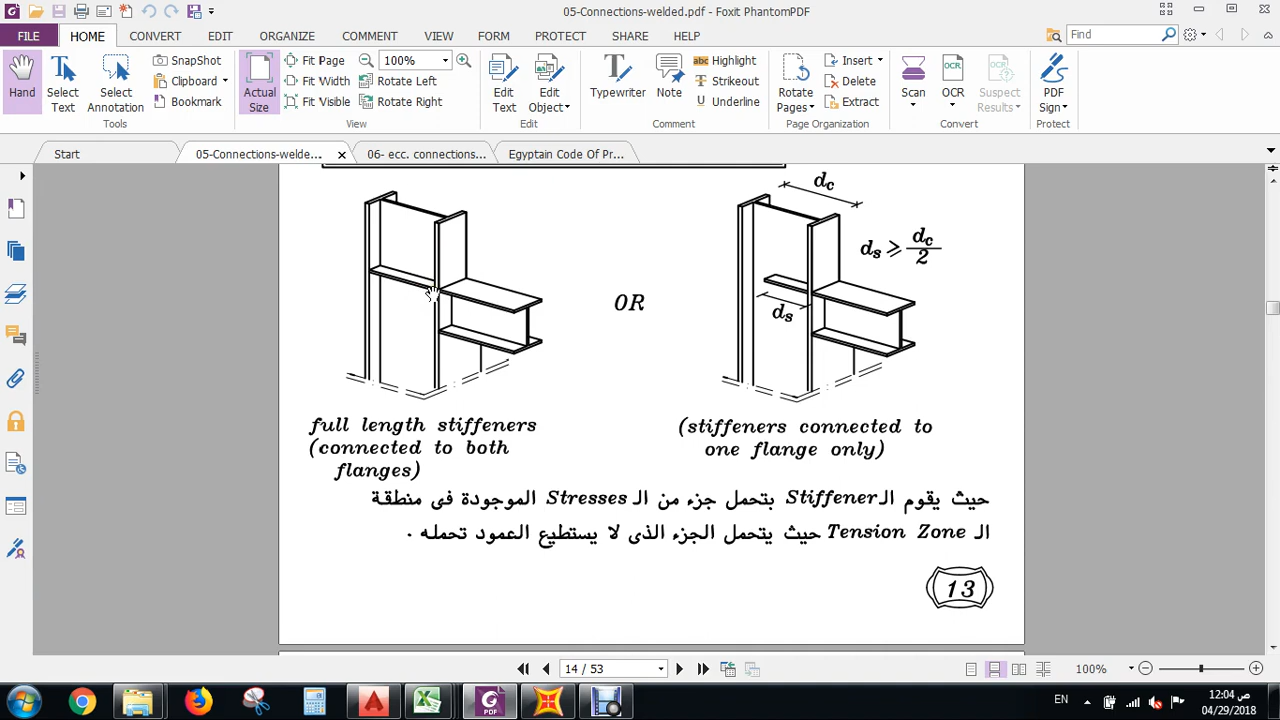 05-Connections-welded.pdf - Foxit PhantomPDF
FILE HOME CONVERT EDIT ORGANIZE COMMENT VIEW FORM PROTECT SHARE HELP
Find
Hand
Select Text
Select Annotation
SnapShot
Clipboard
Bookmark
Tools
Actual Size
Fit Page
Fit Width
Fit Visible
100%
Rotate Left
Rotate Right
View
Edit Text
Edit Object
Edit
Typewriter
Note
Highlight
Strikeout
Underline
Comment
Rotate Pages
Insert
Delete
Extract
Page Organization
Scan
OCR
Suspect Results
Convert
PDF Sign
Protect
Start
05-Connections-welde...
06- ecc. connections...
Egyptain Code Of Pr...
dc
ds ⩾ dc/2
OR
ds
full length stiffeners
(connected to both
flanges)
(stiffeners connected to
one flange only)
حيث يقوم الـ Stiffener بتحمل جزء من الـ Stresses الموجودة فى منطقة
الـ Tension Zone حيث يتحمل الجزء الذى لا يستطيع العمود تحمله .
13
14 / 53
100%
PDF
EN
12:04 ص
04/29/2018